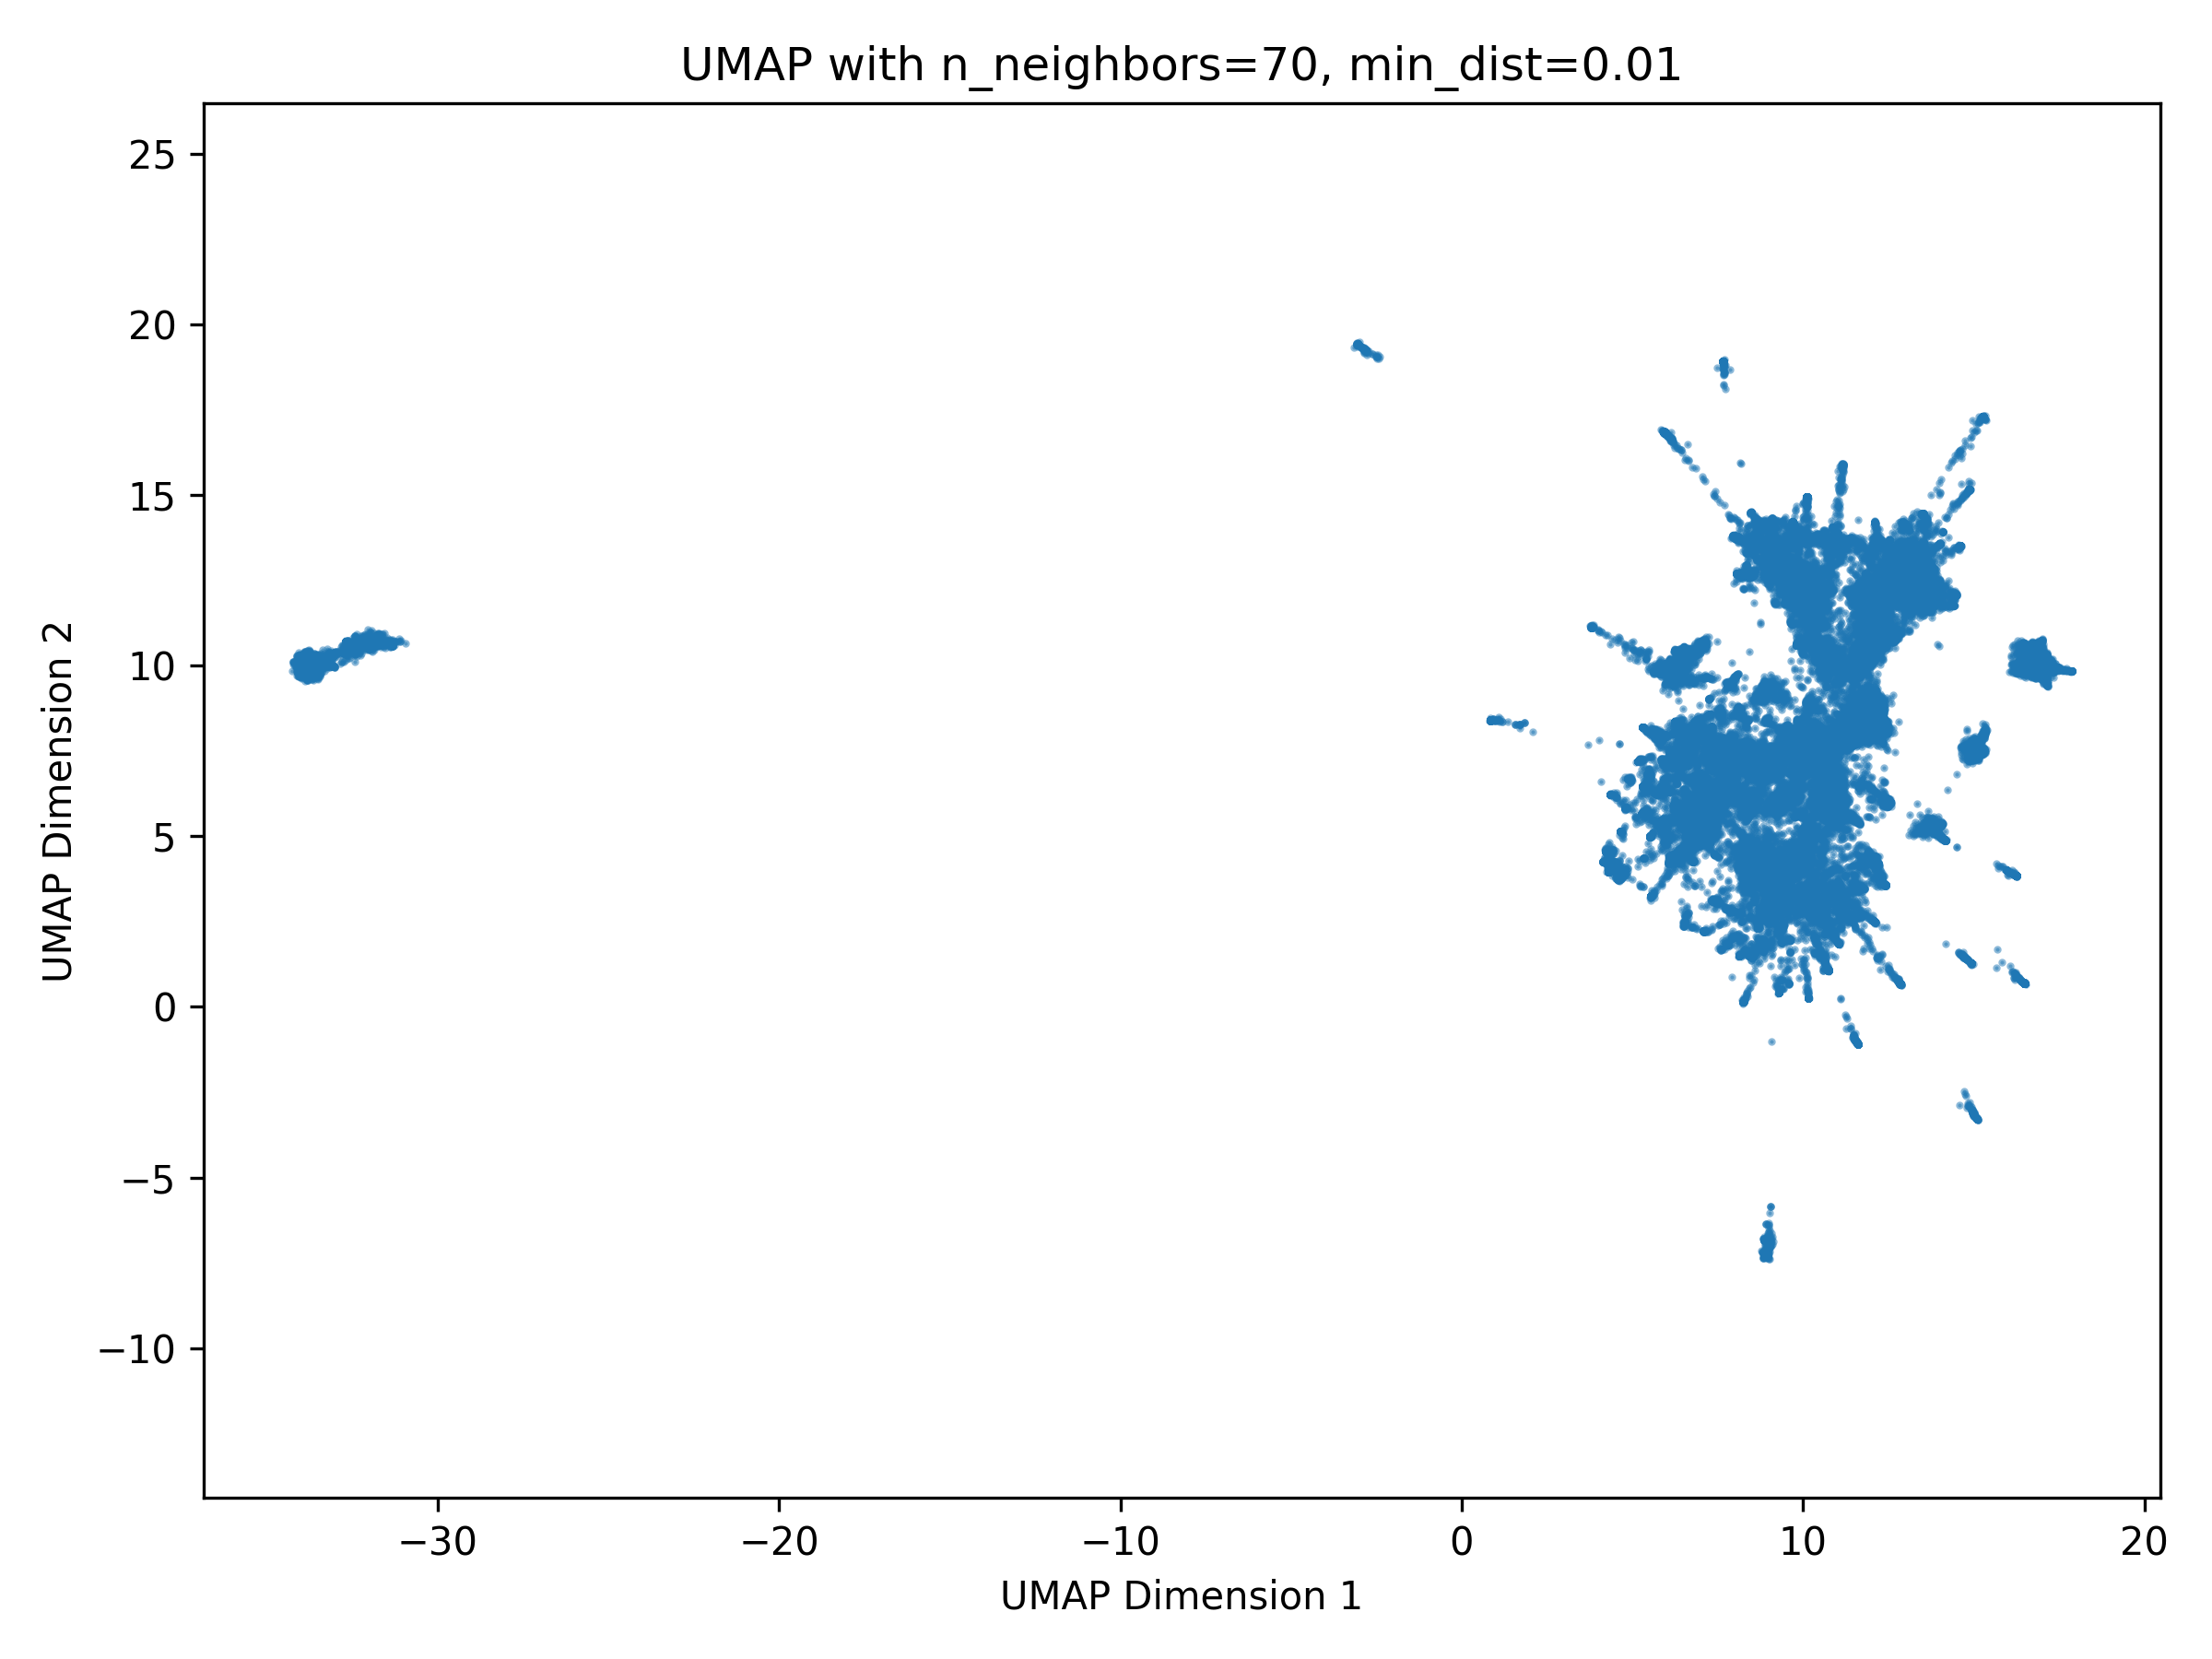 UMAP with n_neighbors=70, min_dist=0.01
25
20
15
10
5
0
−5
−10
UMAP Dimension 2
−30 −20 −10 0 10 20
UMAP Dimension 1